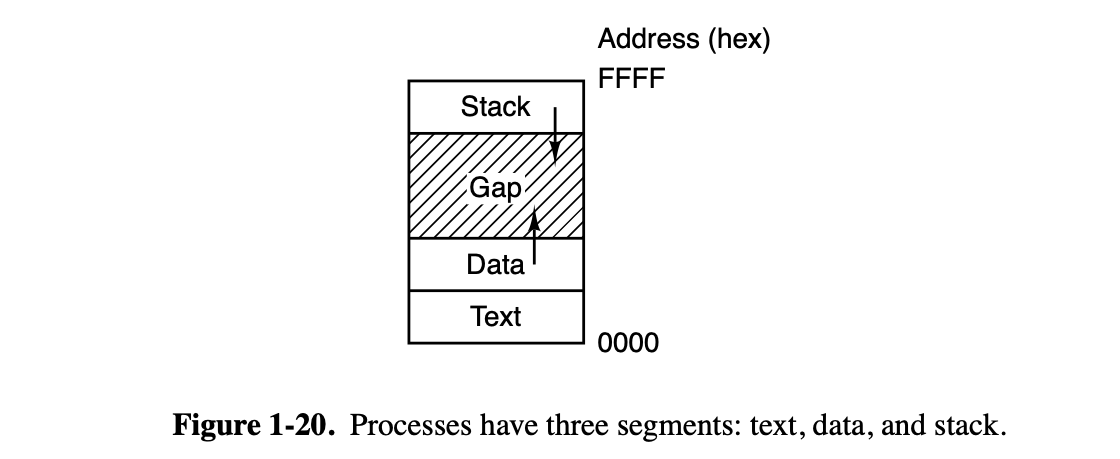 Address (hex)
FFFF
Stack
Gap
Data
Text
0000
Figure 1-20. Processes have three segments: text, data, and stack.